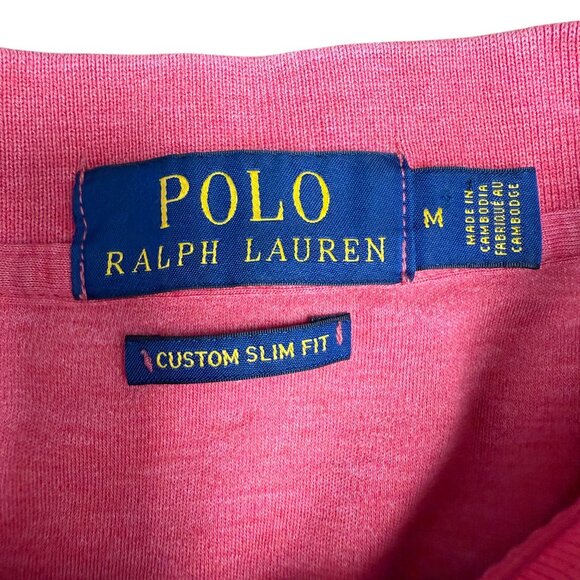 POLO
RALPH LAUREN
M
MADE IN
CAMBODIA
FABRIQUÉ AU
CAMBODGE
CUSTOM SLIM FIT